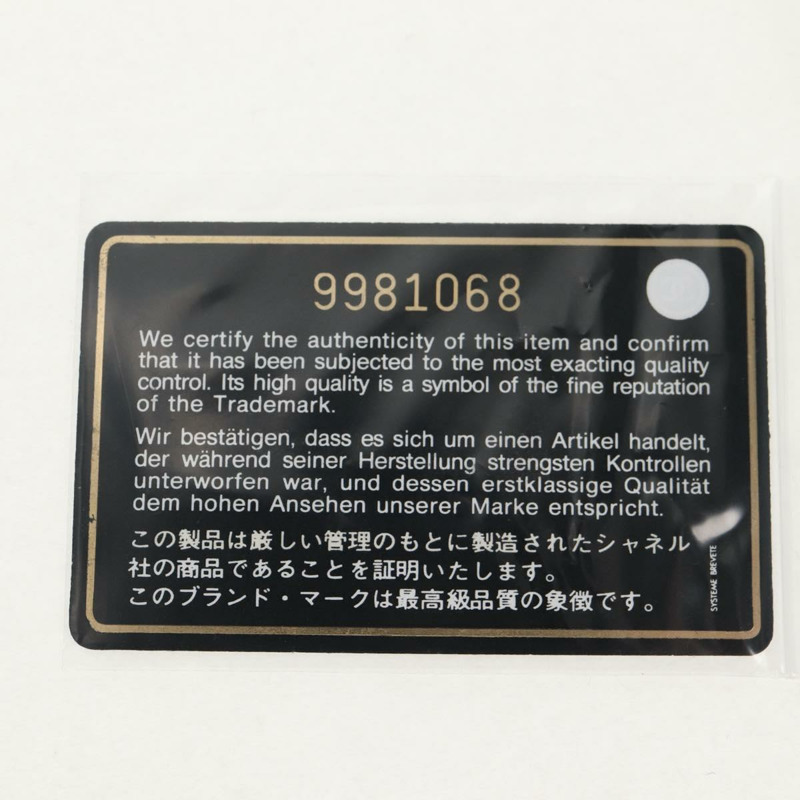 9981068
We certify the authenticity of this item and confirm
that it has been subjected to the most exacting quality
control. Its high quality is a symbol of the fine reputation
of the Trademark.
Wir bestätigen, dass es sich um einen Artikel handelt,
der während seiner Herstellung strengsten Kontrollen
unterworfen war, und dessen erstklassige Qualität
dem hohen Ansehen unserer Marke entspricht.
この製品は厳しい管理のもとに製造されたシャネル
社の商品であることを証明いたします。
このブランド・マークは最高級品質の象徴です。
SYSTEME BREVETE